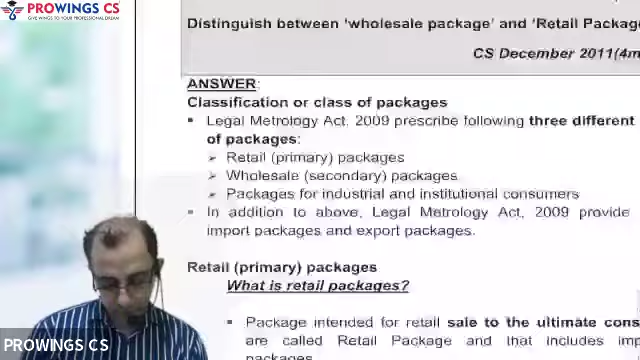 PROWINGS CS
GIVE WINGS TO YOUR PROFESSIONAL DREAM
Distinguish between 'wholesale package' and 'Retail Package
CS December 2011(4m
ANSWER:
Classification or class of packages
▪ Legal Metrology Act, 2009 prescribe following three different
of packages:
➢ Retail (primary) packages
➢ Wholesale (secondary) packages
➢ Packages for industrial and institutional consumers
▪ In addition to above, Legal Metrology Act, 2009 provide
import packages and export packages.
Retail (primary) packages
What is retail packages?
▪ Package intended for retail sale to the ultimate cons
are called Retail Package and that includes imp
packages
PROWINGS CS